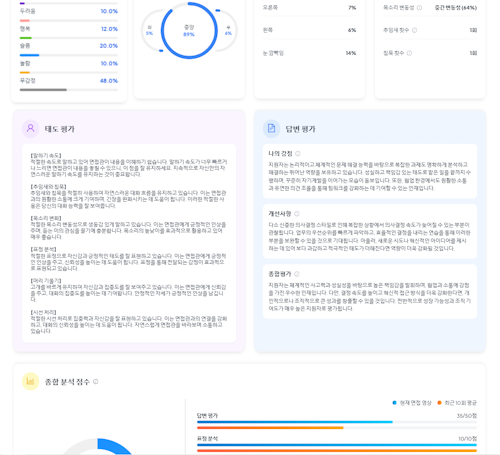 두려움 10.0%
행복 12.0%
슬픔 20.0%
놀람 10.0%
무감정 48.0%
중앙
89%
5%
6%
오른쪽 7%
왼쪽 6%
눈 깜빡임 14%
목소리 변동성 중간 변동성 (64%)
추임새 횟수 1회
침묵 횟수 1회
태도 평가
[말하기 속도]
적절한 속도로 말하고 있어 면접관이 내용을 이해하기 쉽습니다. 말하기 속도가 너무 빠르거
나 느리면 면접관이 내용을 놓칠 수 있으니, 이 점을 잘 유지하세요. 지속적으로 자신만의 자
연스러운 말하기 속도를 유지하는 것이 중요합니다.
[추임새와 침묵]
추임새와 침묵을 적절히 사용하여 자연스러운 대화 흐름을 유지하고 있습니다. 이는 면접관
과의 원활한 소통에 크게 기여하며, 긴장을 완화시키는 데 도움이 됩니다. 이러한 적절한 사
용은 당신의 대화 능력을 잘 보여줍니다.
[목소리 변화]
적절한 목소리 변동성으로 생동감 있게 말하고 있습니다. 이는 면접관에게 긍정적인 인상을
주며, 듣는 이의 관심을 끌기에 충분합니다. 목소리의 높낮이를 효과적으로 활용하고 있어
매우 좋습니다.
[표정 분석]
적절한 표정으로 자신감과 긍정적인 태도를 잘 표현하고 있습니다. 이는 면접관에게 진취적
인 인상을 주고, 신뢰성을 높이는 데 도움이 됩니다. 표정을 통해 전달되는 감정이 효과적으
로 표현되고 있습니다.
[머리 기울기]
고개를 바르게 유지하여 자신감과 집중도를 잘 보여주고 있습니다. 이는 면접관에게 신뢰감
을 주고, 대화의 집중도를 높이는 데 기여합니다. 안정적인 자세가 긍정적인 인상을 남깁니
다.
[시선 처리]
적절한 시선 처리로 집중력과 자신감을 잘 표현하고 있습니다. 이는 면접관과의 연결을 강화
하고, 대화의 신뢰도를 높이는 데 도움이 됩니다. 자연스럽게 면접관을 바라보며 소통하고
있습니다.
답변 평가
나의 강점
지원자는 논리적이고 체계적인 문제 해결 능력을 바탕으로 복잡한 과제도 명확하게 분석하고
해결하는 뛰어난 역량을 보유하고 있습니다. 성실하고 책임감 있는 태도로 맡은 일을 끝까지 수
행하며, 꾸준히 자기계발을 이어가는 모습이 돋보입니다. 또한, 협업 환경에서도 원활한 소통
과 유연한 의견 조율을 통해 팀워크를 강화하는 데 기여할 수 있는 인재입니다.
개선사항
다소 신중한 의사결정 스타일로 인해 복잡한 상황에서 의사결정 속도가 늦어질 수 있는 부분이
관찰됩니다. 업무의 우선순위를 빠르게 파악하고, 효율적인 결정을 내리는 연습을 통해 이러한
부분을 보완할 수 있을 것으로 기대됩니다. 아울러, 새로운 시도나 혁신적인 아이디어를 제시
하는 데 있어 보다 과감하고 적극적인 태도가 더해진다면 역량이 더욱 강화될 것입니다.
종합평가
지원자는 체계적인 사고력과 성실성을 바탕으로 높은 책임감을 발휘하며, 협업과 소통에 강점
을 가진 우수한 인재입니다. 다만, 결정 속도를 높이고 혁신적 접근 방식을 더욱 강화한다면, 개
인적으로나 조직적으로 큰 성과를 창출할 수 있을 것입니다. 전반적으로 성장 가능성과 조직 기
여도가 매우 높은 지원자로 평가됩니다.
종합 분석 점수
현재 면접 영상
최근 10회 평균
답변 평가 35/50점
표정 분석 10/10점